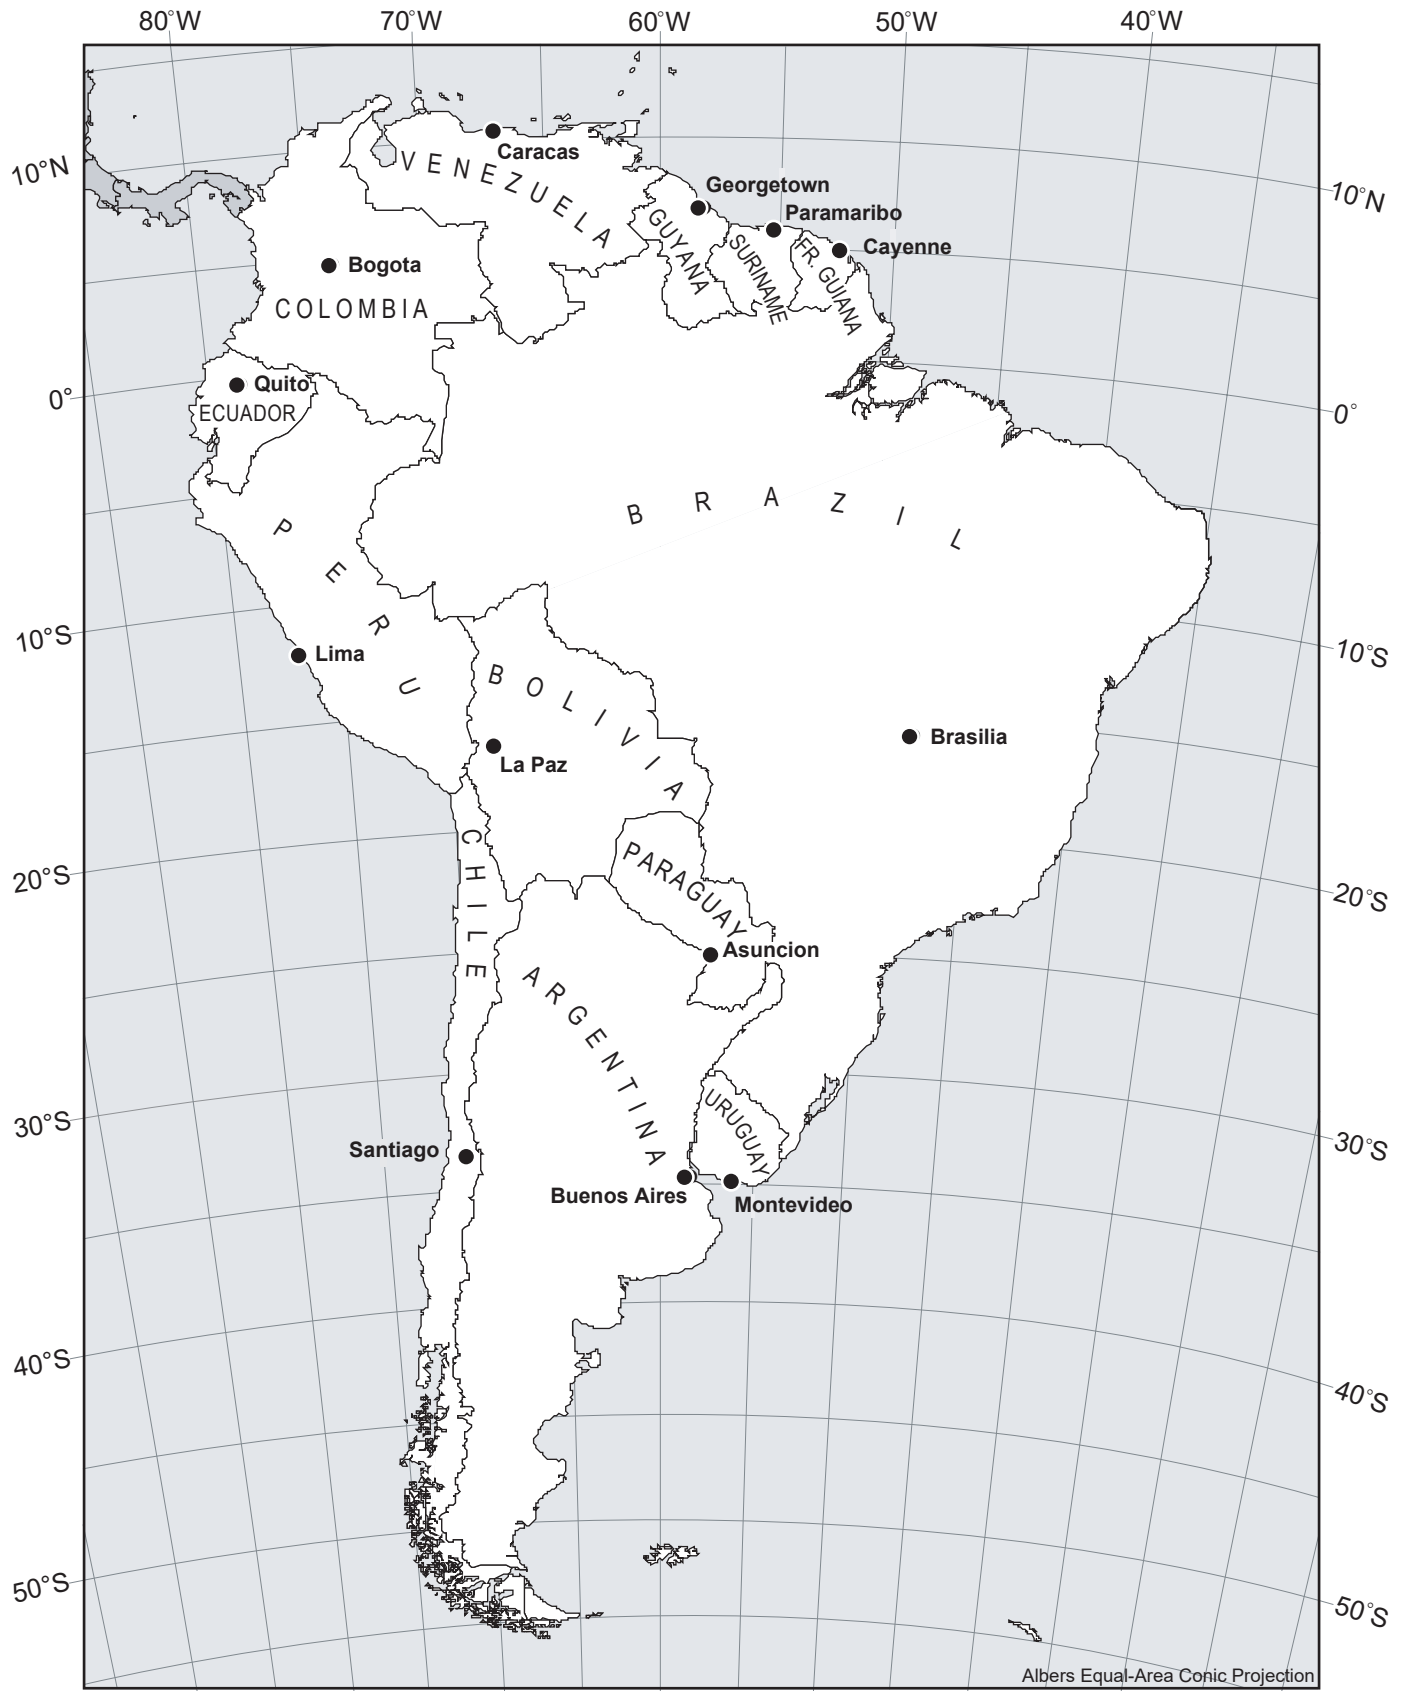 80°W 70°W 60°W 50°W 40°W
Caracas
VENEZUELA
10°N
Georgetown
10°N
Paramaribo
GUYANA
SURINAME
FR. GUIANA
Cayenne
Bogota
COLOMBIA
Quito
0°
ECUADOR
0°
BRAZIL
PERU
10°S
Lima
10°S
BOLIVIA
Brasilia
La Paz
CHILE
PARAGUAY
20°S
20°S
Asuncion
ARGENTINA
URUGUAY
30°S
30°S
Santiago
Buenos Aires
Montevideo
40°S
40°S
50°S
50°S
Albers Equal-Area Conic Projection